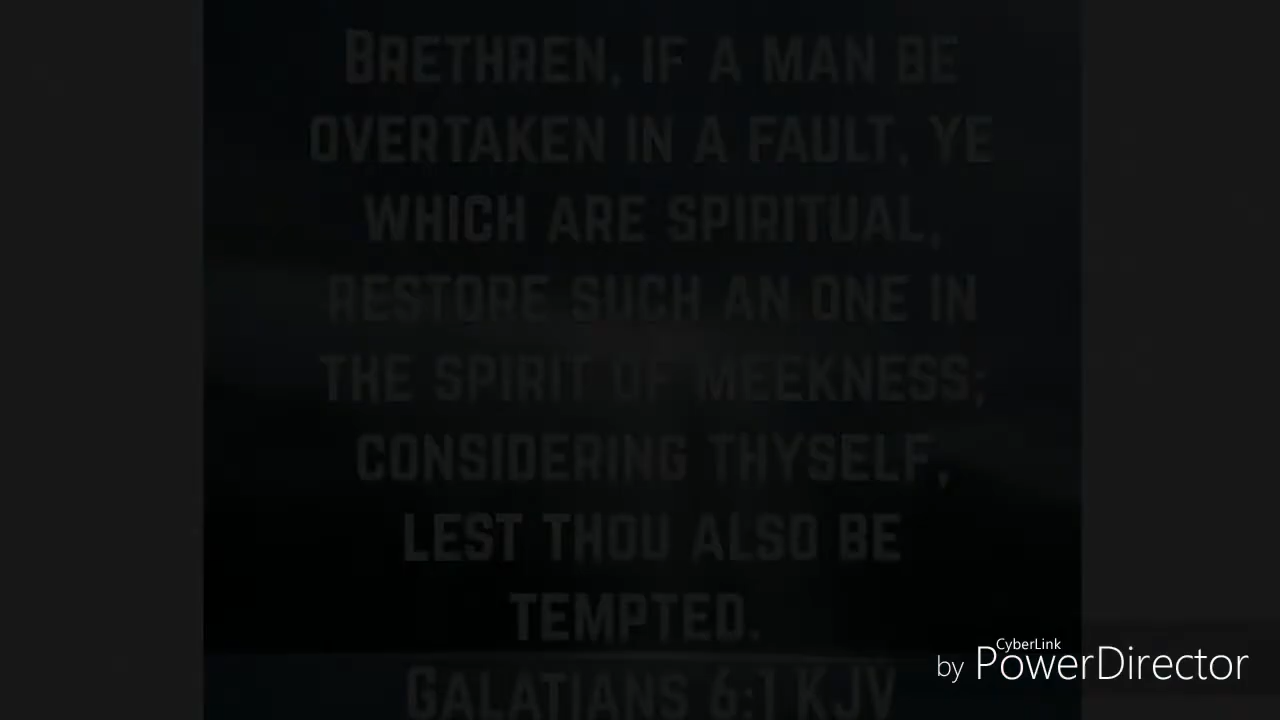 BRETHREN, IF A MAN BE
OVERTAKEN IN A FAULT, YE
WHICH ARE SPIRITUAL,
RESTORE SUCH AN ONE IN
THE SPIRIT OF MEEKNESS;
CONSIDERING THYSELF,
LEST THOU ALSO BE
TEMPTED.
GALATIANS 6:1 KJV
CyberLink
by PowerDirector